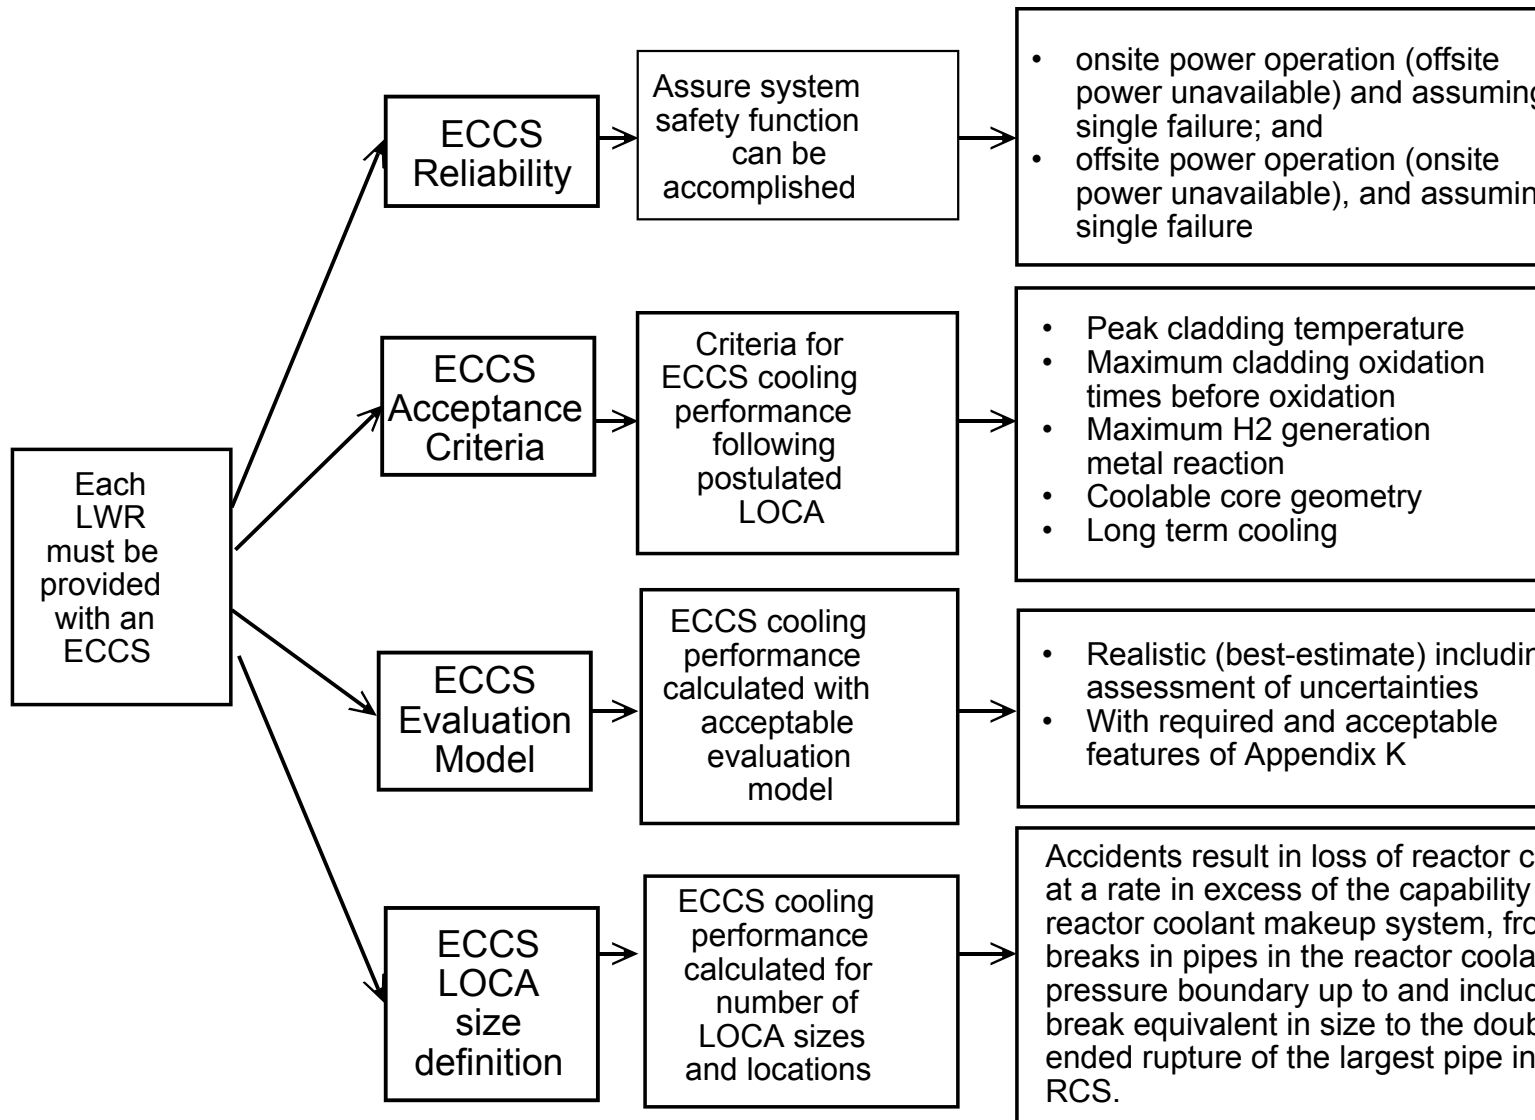 Each
LWR
must be
provided
with an
ECCS
ECCS
Reliability
Assure system
safety function
can be
accomplished
• onsite power operation (offsite
power unavailable) and
single failure; and
• offsite power operation (onsite
power unavailable), and
single failure
ECCS
Acceptance
Criteria
Criteria for
ECCS cooling
performance
following
postulated
LOCA
• Peak cladding temperature
• Maximum cladding oxidation
times before oxidation
• Maximum H2 generation
metal reaction
• Coolable core geometry
• Long term cooling
ECCS
Evaluation
Model
ECCS cooling
performance
calculated with
acceptable
evaluation
model
• Realistic (best-estimate)
assessment of uncertainties
• With required and acceptable
features of Appendix K
ECCS
LOCA
size
definition
ECCS cooling
performance
calculated for
number of
LOCA sizes
and locations
Accidents result in loss of reactor
at a rate in excess of the capability
reactor coolant makeup system,
breaks in pipes in the reactor
pressure boundary up to and
break equivalent in size to the
ended rupture of the largest pipe in
RCS.